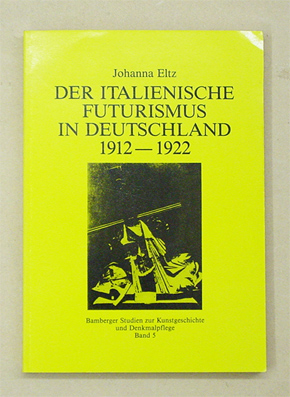 Johanna Eltz
DER ITALIENISCHE
FUTURISMUS
IN DEUTSCHLAND
1912 — 1922
Bamberger Studien zur Kunstgeschichte
und Denkmalpflege
Band 5